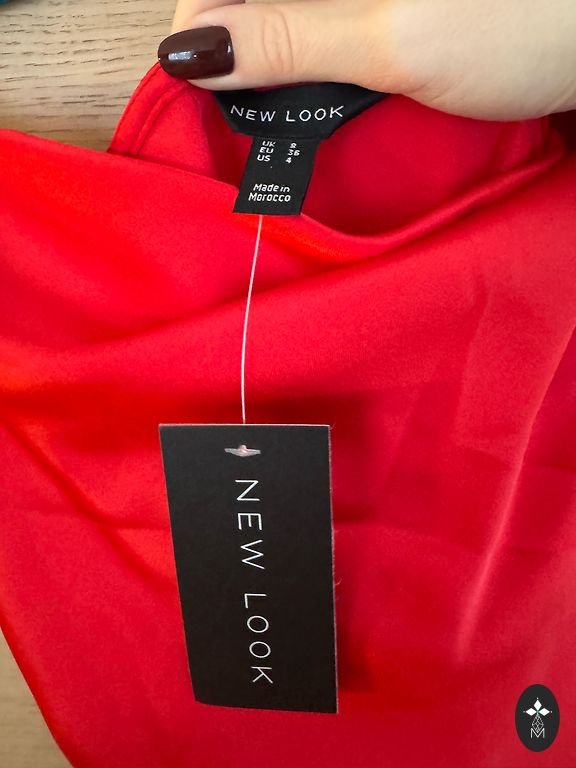 NEW LOOK
UK 8
EU 36
US 4
Made in
Morocco
NEW LOOK
M